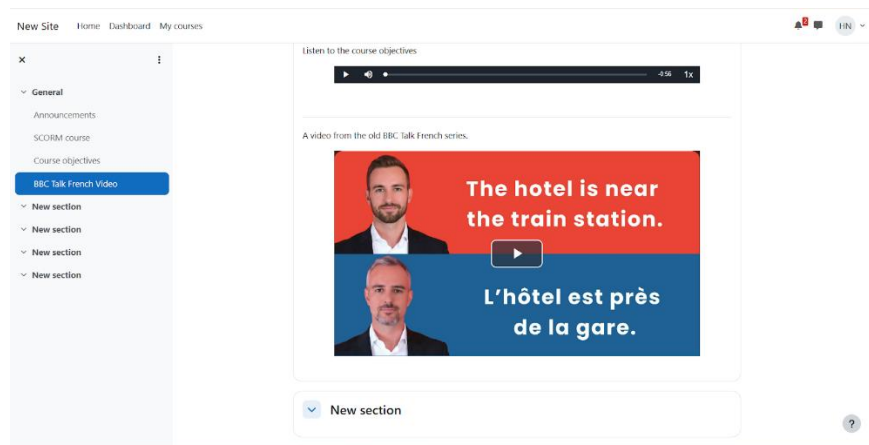 New Site Home Dashboard My courses
2
HN
General
Announcements
SCORM course
Course objectives
BBC Talk French Video
New section
New section
New section
New section
Listen to the course objectives
-0:56 1x
A video from the old BBC Talk French series.
The hotel is near
the train station.
L’hôtel est près
de la gare.
New section
?